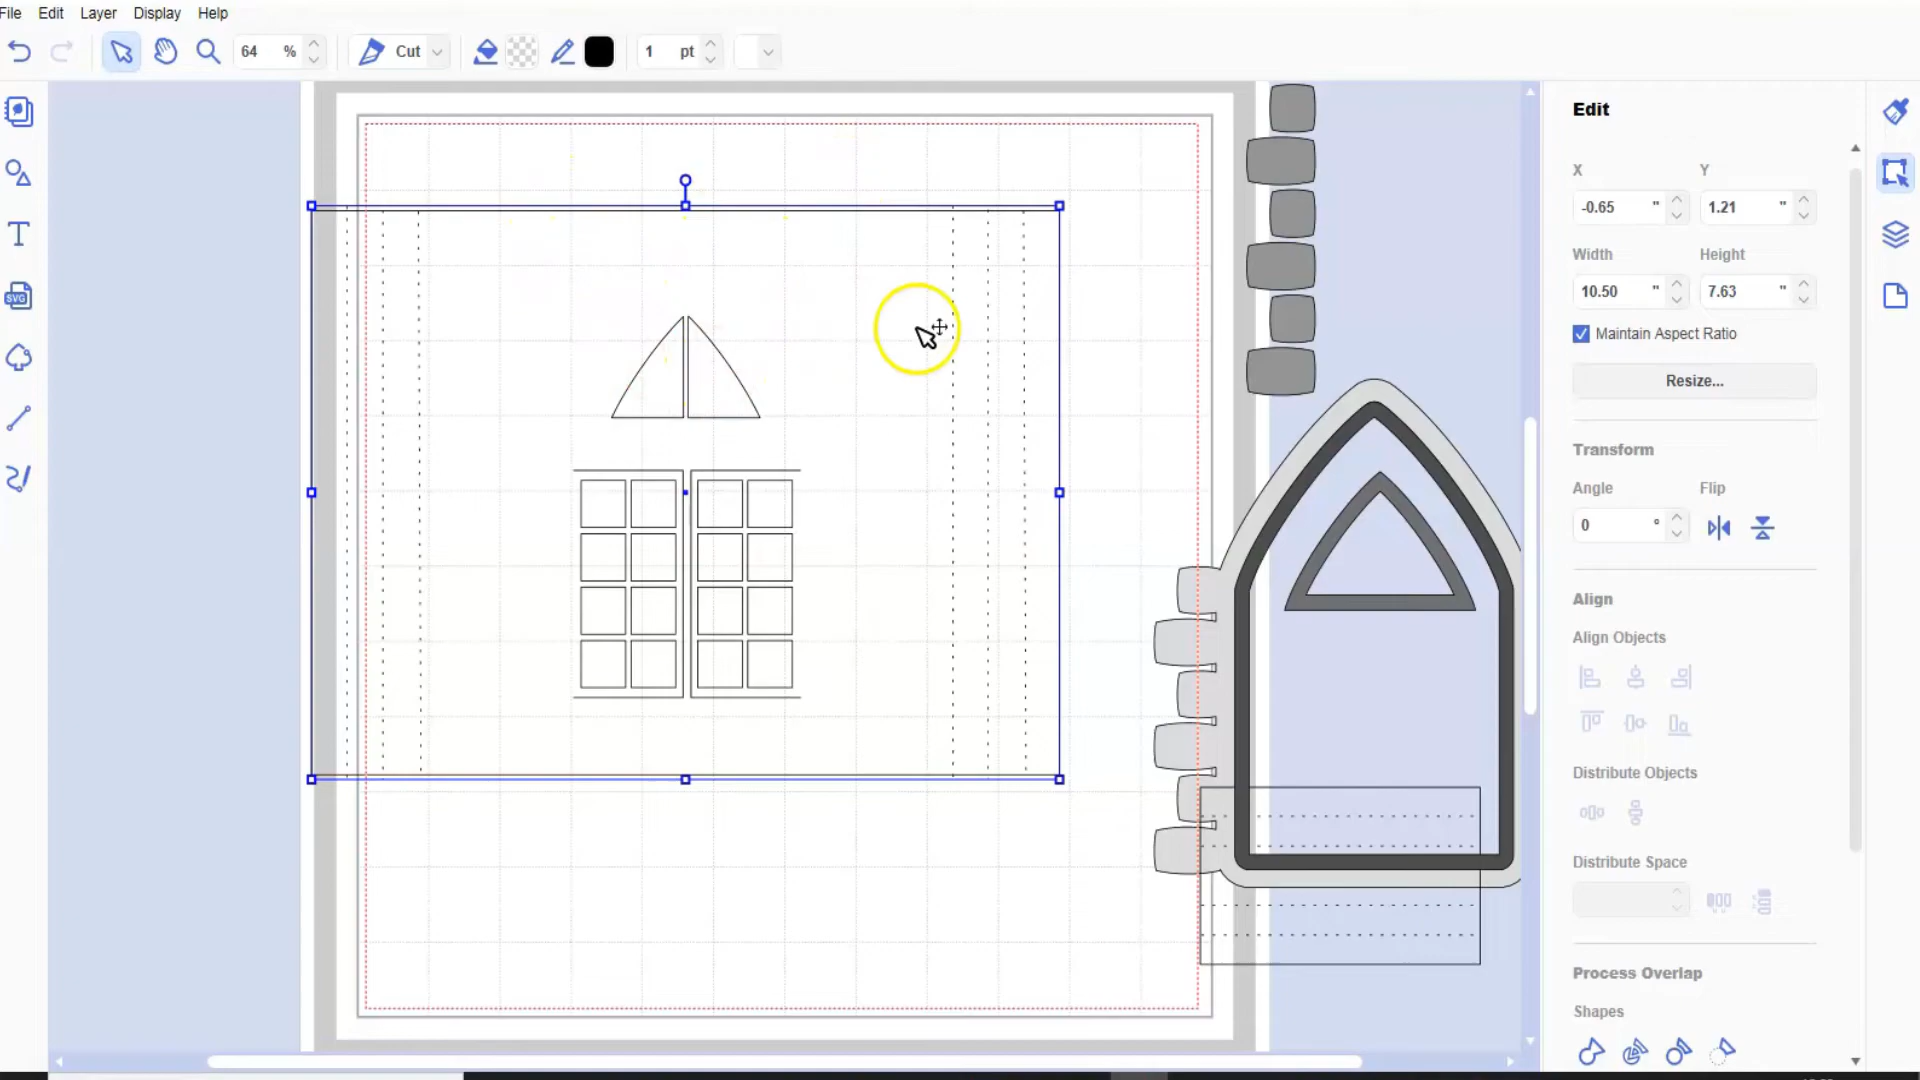 File Edit Layer Display Help
64 % Cut 1 pt
SVG
Edit
X Y
-0.65 " 1.21 "
Width Height
10.50 " 7.63 "
Maintain Aspect Ratio
Resize...
Transform
Angle Flip
0 °
Align
Align Objects
Distribute Objects
Distribute Space
Process Overlap
Shapes